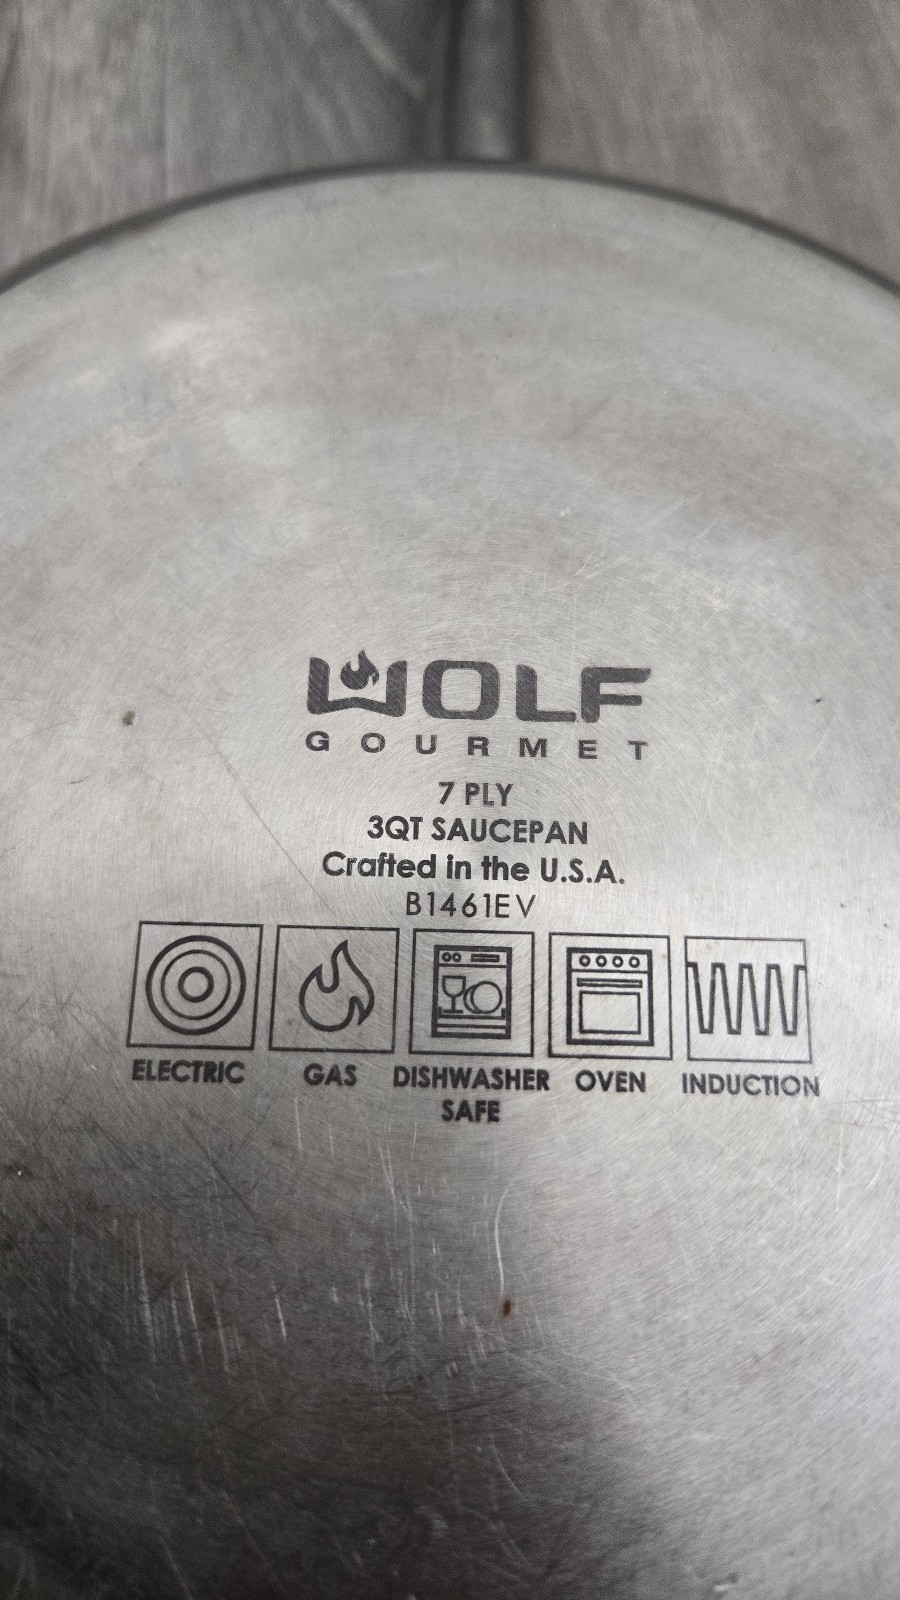 WOLF
GOURMET
7 PLY
3QT SAUCEPAN
Crafted in the U.S.A.
B1461EV
ELECTRIC GAS DISHWASHER SAFE OVEN INDUCTION